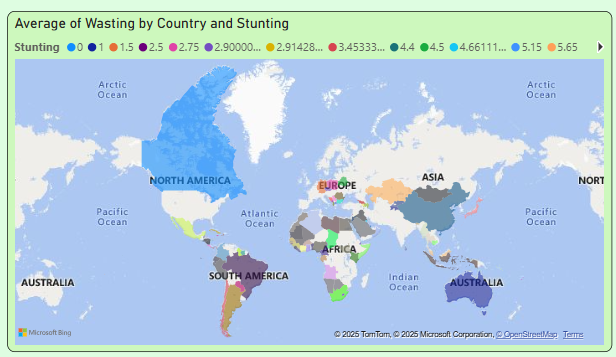 Average of Wasting by Country and Stunting
Stunting 0 1 1.5 2.5 2.75 2.90000... 2.91428... 3.45333... 4.4 4.5 4.66111... 5.15 5.65
Arctic
Ocean
Arctic
Ocean
NORTH AMERICA
EUROPE
ASIA
NORT
Pacific
Ocean
Atlantic
Ocean
Pacific
Ocean
AFRICA
SOUTH AMERICA
AUSTRALIA
Indian
Ocean
AUSTRALIA
Microsoft Bing
© 2025 TomTom, © 2025 Microsoft Corporation, © OpenStreetMap Terms